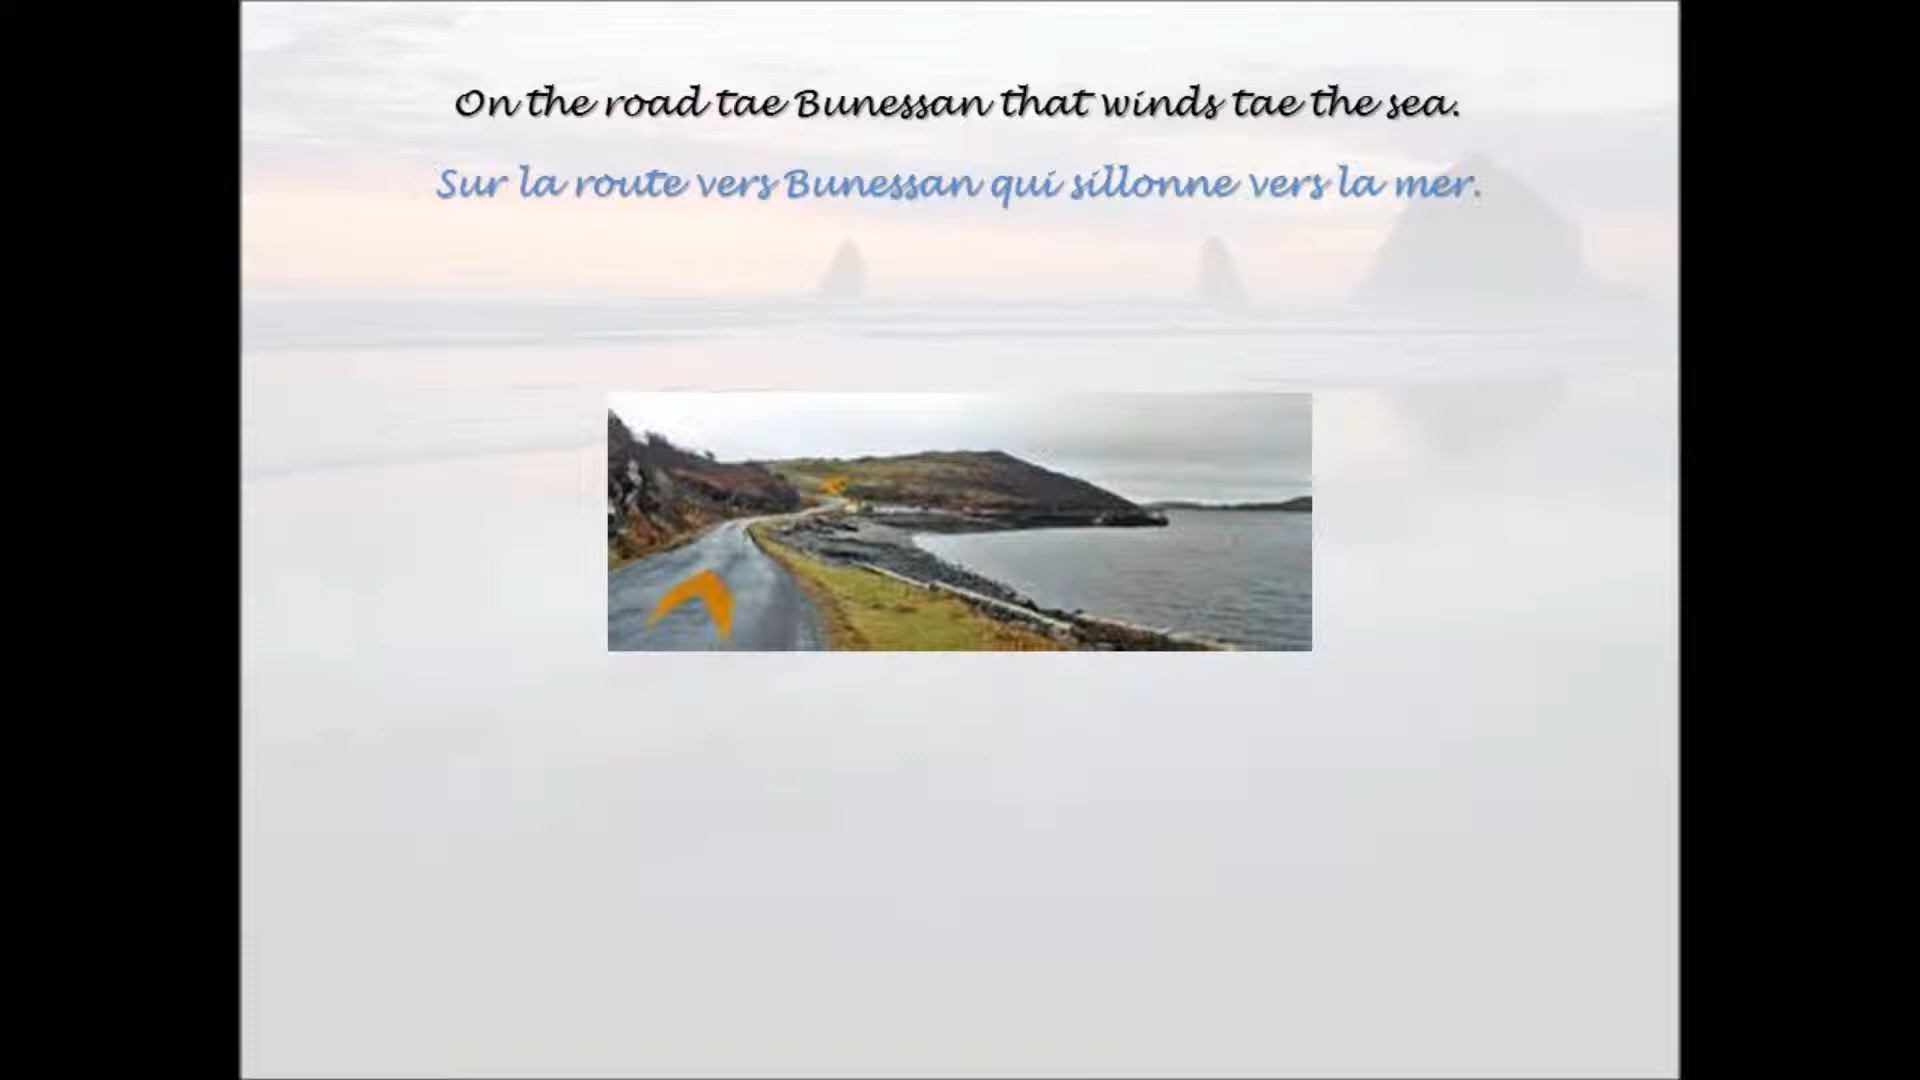 On the road tae Bunessan that winds tae the sea.
Sur la route vers Bunessan qui sillonne vers la mer.